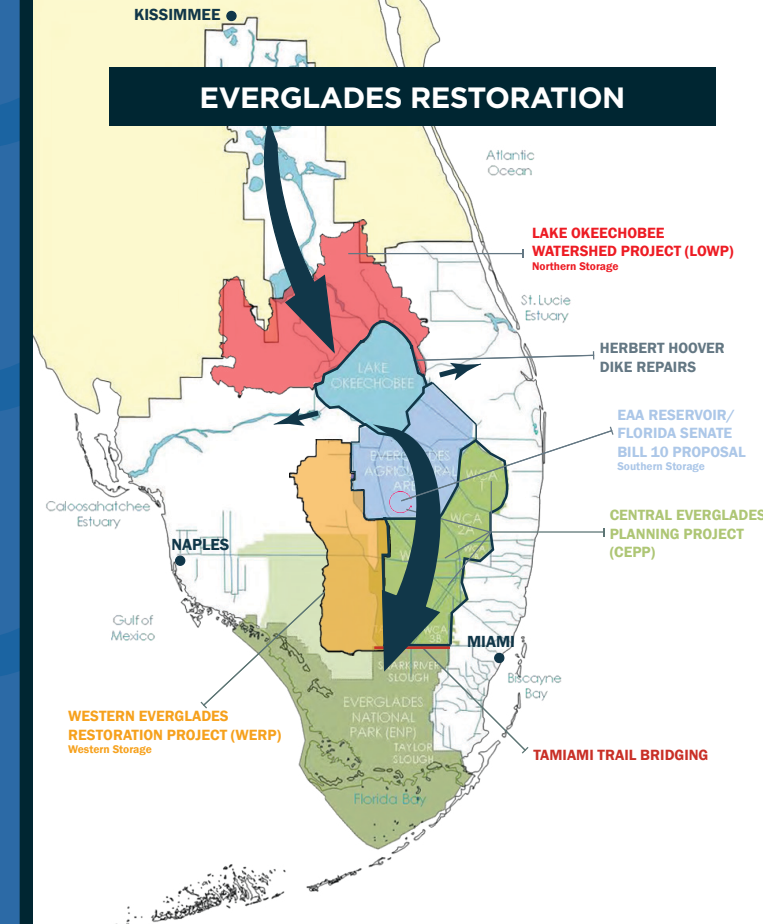 KISSIMMEE
EVERGLADES RESTORATION
Atlantic
Ocean
LAKE OKEECHOBEE
WATERSHED PROJECT (LOWP)
Northern Storage
St. Lucie
Estuary
HERBERT HOOVER
DIKE REPAIRS
LAKE
OKEECHOBEE
EAA RESERVOIR/
FLORIDA SENATE
BILL 10 PROPOSAL
Southern Storage
WCA
WCA
2A
Caloosahatchee
Estuary
CENTRAL EVERGLADES
PLANNING PROJECT
(CEPP)
NAPLES
Gulf of
Mexico
WCA
3B
MIAMI
SLOUGH
Biscayne
Bay
EVERGLADES
NATIONAL
PARK (ENP)
WESTERN EVERGLADES
RESTORATION PROJECT (WERP)
Western Storage
TAYLOR
SLOUGH
TAMIAMI TRAIL BRIDGING
Florida Bay